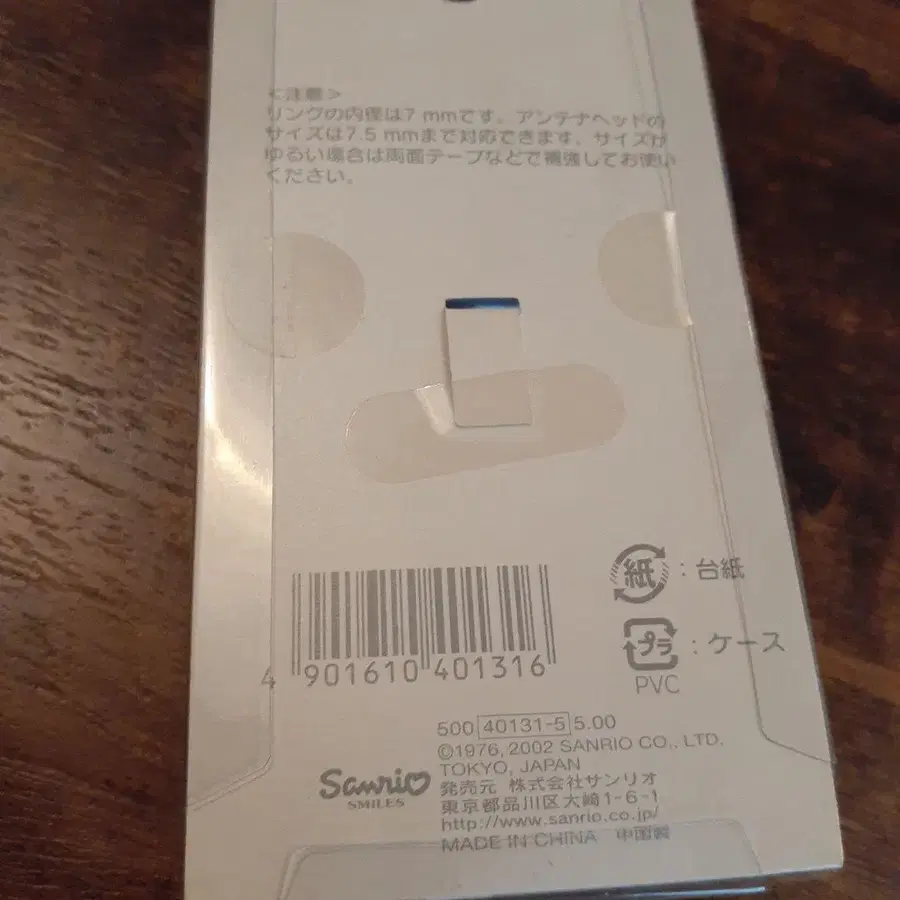 <注意>
リングの内径は7 mmです。アンテナヘッドの
サイズは7.5 mmまで対応できます。サイズが
ゆるい場合は両面テープなどで補強してお使い
ください。
紙 : 台紙
プラ : ケース
PVC
4 901610 401316
500 40131-5 5.00
©1976, 2002 SANRIO CO., LTD.
TOKYO, JAPAN
Sanrio
SMILES
発売元 株式会社サンリオ
東京都品川区大崎1-6-1
http://www.sanrio.co.jp/
MADE IN CHINA 中国製